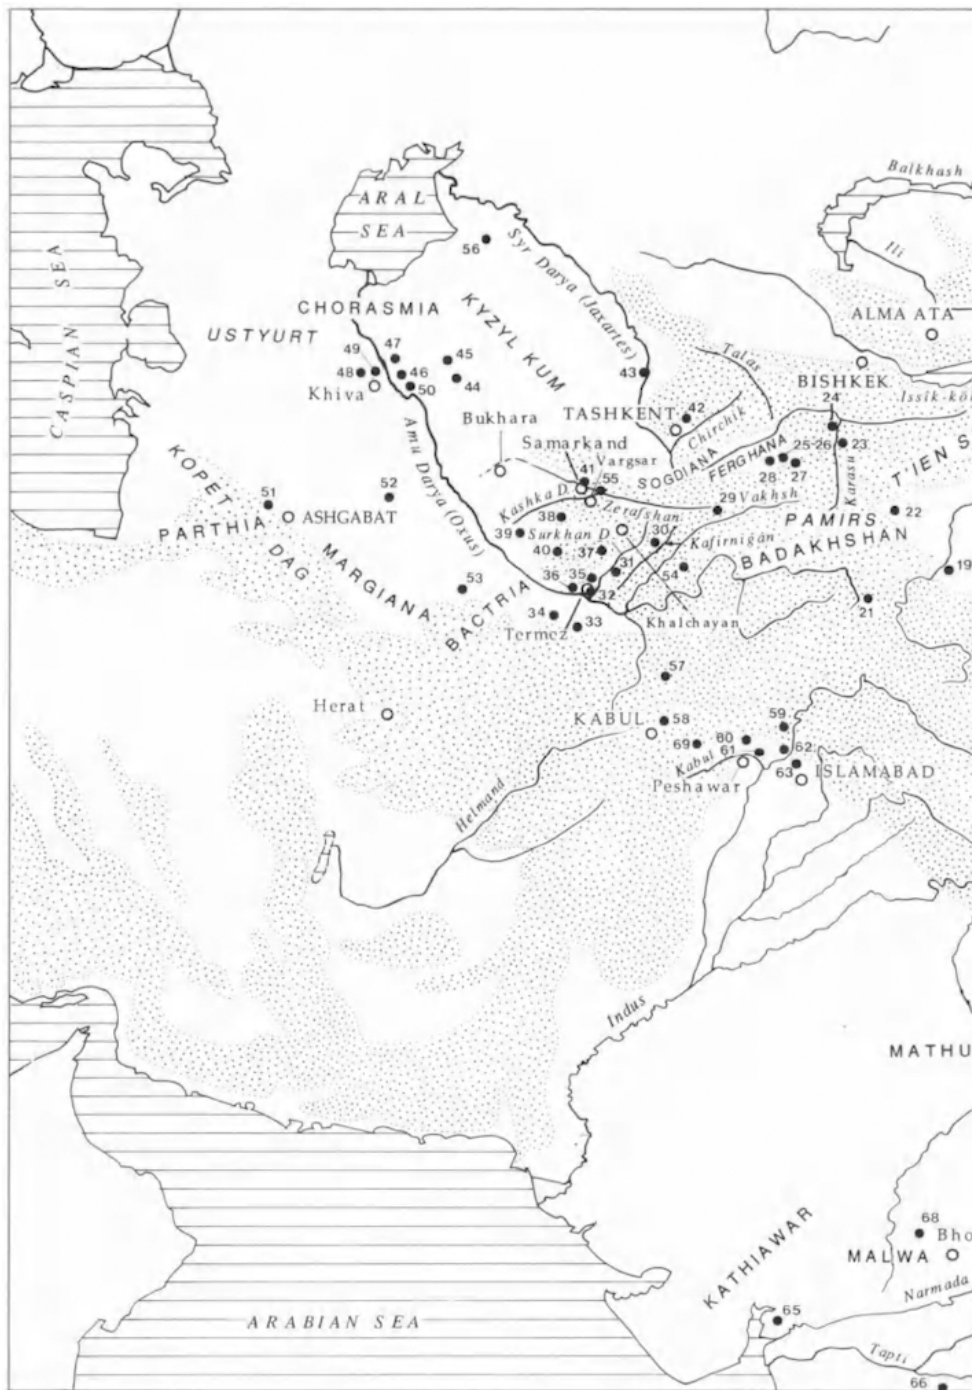 Balkhash
ARAL
SEA
56
Syr Darya (Jaxartes)
Ili
CASPIAN SEA
CHORASMIA
KYZYL KUM
ALMA ATA
USTYURT
49
47
45
48
46
44
43
Talas
BISHKEK
Khiva
50
24
Issik-köl
Bukhara
TASHKENT
42
Chirchik
Samarkand
Vargsar
FERGHANA
25-26
23
41
SOGDIANA
28
27
T'IEN S
KOPET
DAG
52
51
55
Karasu
Amu Darya (Oxus)
Kashka D.
29
Vakhsh
22
PARTHIA
ASHGABAT
38
Zerafshan
PAMIRS
39
Surkhan D.
30
Kafirnigan
BADAKHSHAN
40
37
MARGIANA
31
54
19
53
36
35
BACTRIA
32
21
34
Khalchayan
Termez
33
57
Herat
KABUL
58
59
69
60
61
62
Kabul
63
ISLAMABAD
Peshawar
Helmand
Indus
MATHU
KATHIAWAR
68
Bho
MALWA
Narmada
ARABIAN SEA
65
Tapti
66